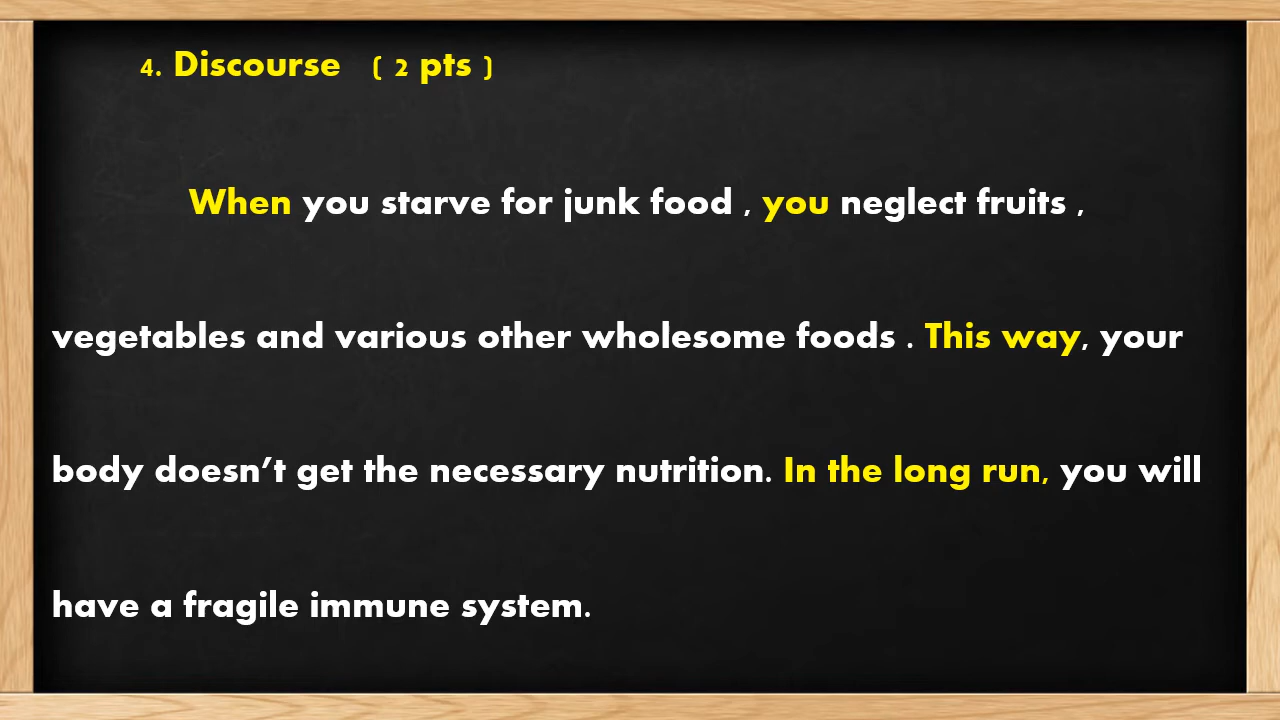 4. Discourse ( 2 pts )
When you starve for junk food , you neglect fruits ,
vegetables and various other wholesome foods . This way, your
body doesn’t get the necessary nutrition. In the long run, you will
have a fragile immune system.